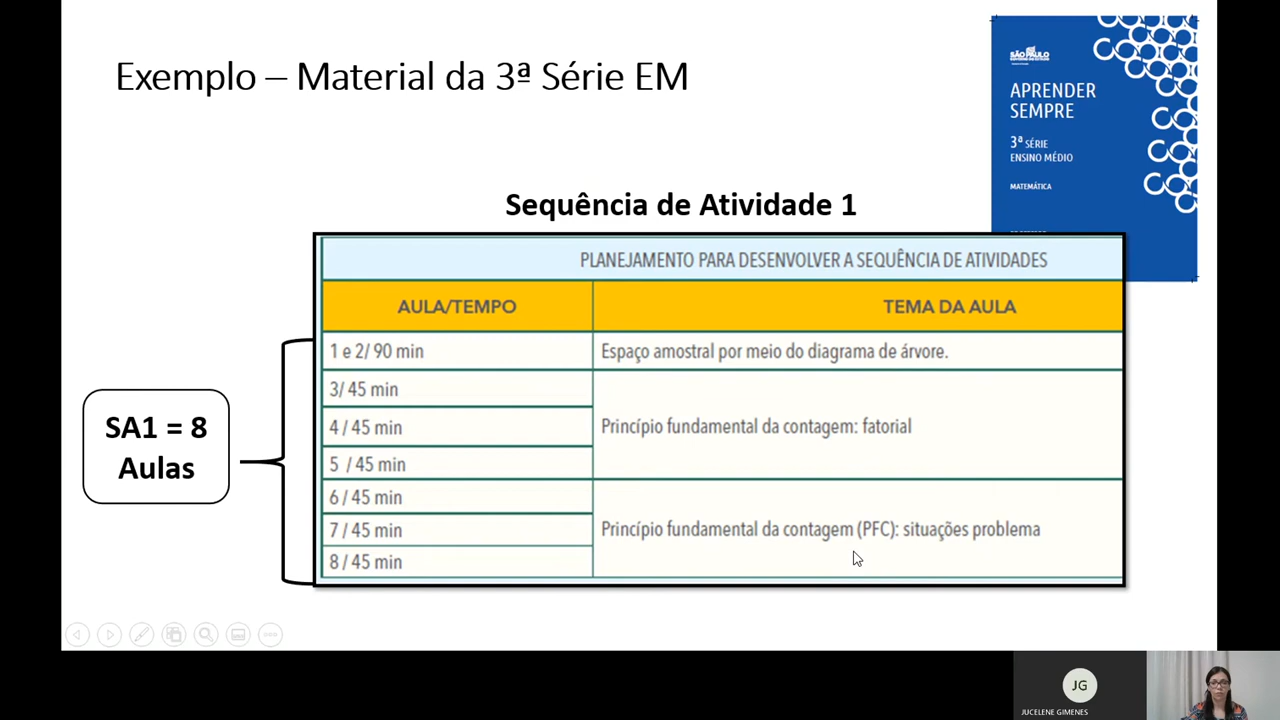 Exemplo – Material da 3ª Série EM
SÃO PAULO
APRENDER
SEMPRE
3ª SÉRIE
ENSINO MÉDIO
MATEMÁTICA
Sequência de Atividade 1
PLANEJAMENTO PARA DESENVOLVER A SEQUÊNCIA DE ATIVIDADES
AULA/TEMPO TEMA DA AULA
1 e 2/ 90 min Espaço amostral por meio do diagrama de árvore.
3/ 45 min
4 / 45 min Princípio fundamental da contagem: fatorial
5 / 45 min
6 / 45 min
7 / 45 min Princípio fundamental da contagem (PFC): situações problema
8 / 45 min
SA1 = 8
Aulas
JG
JUCELENE GIMENES